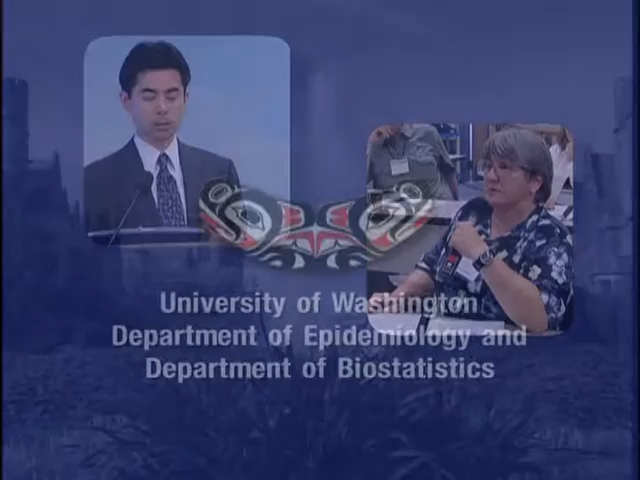 University of Washington
Department of Epidemiology and
Department of Biostatistics